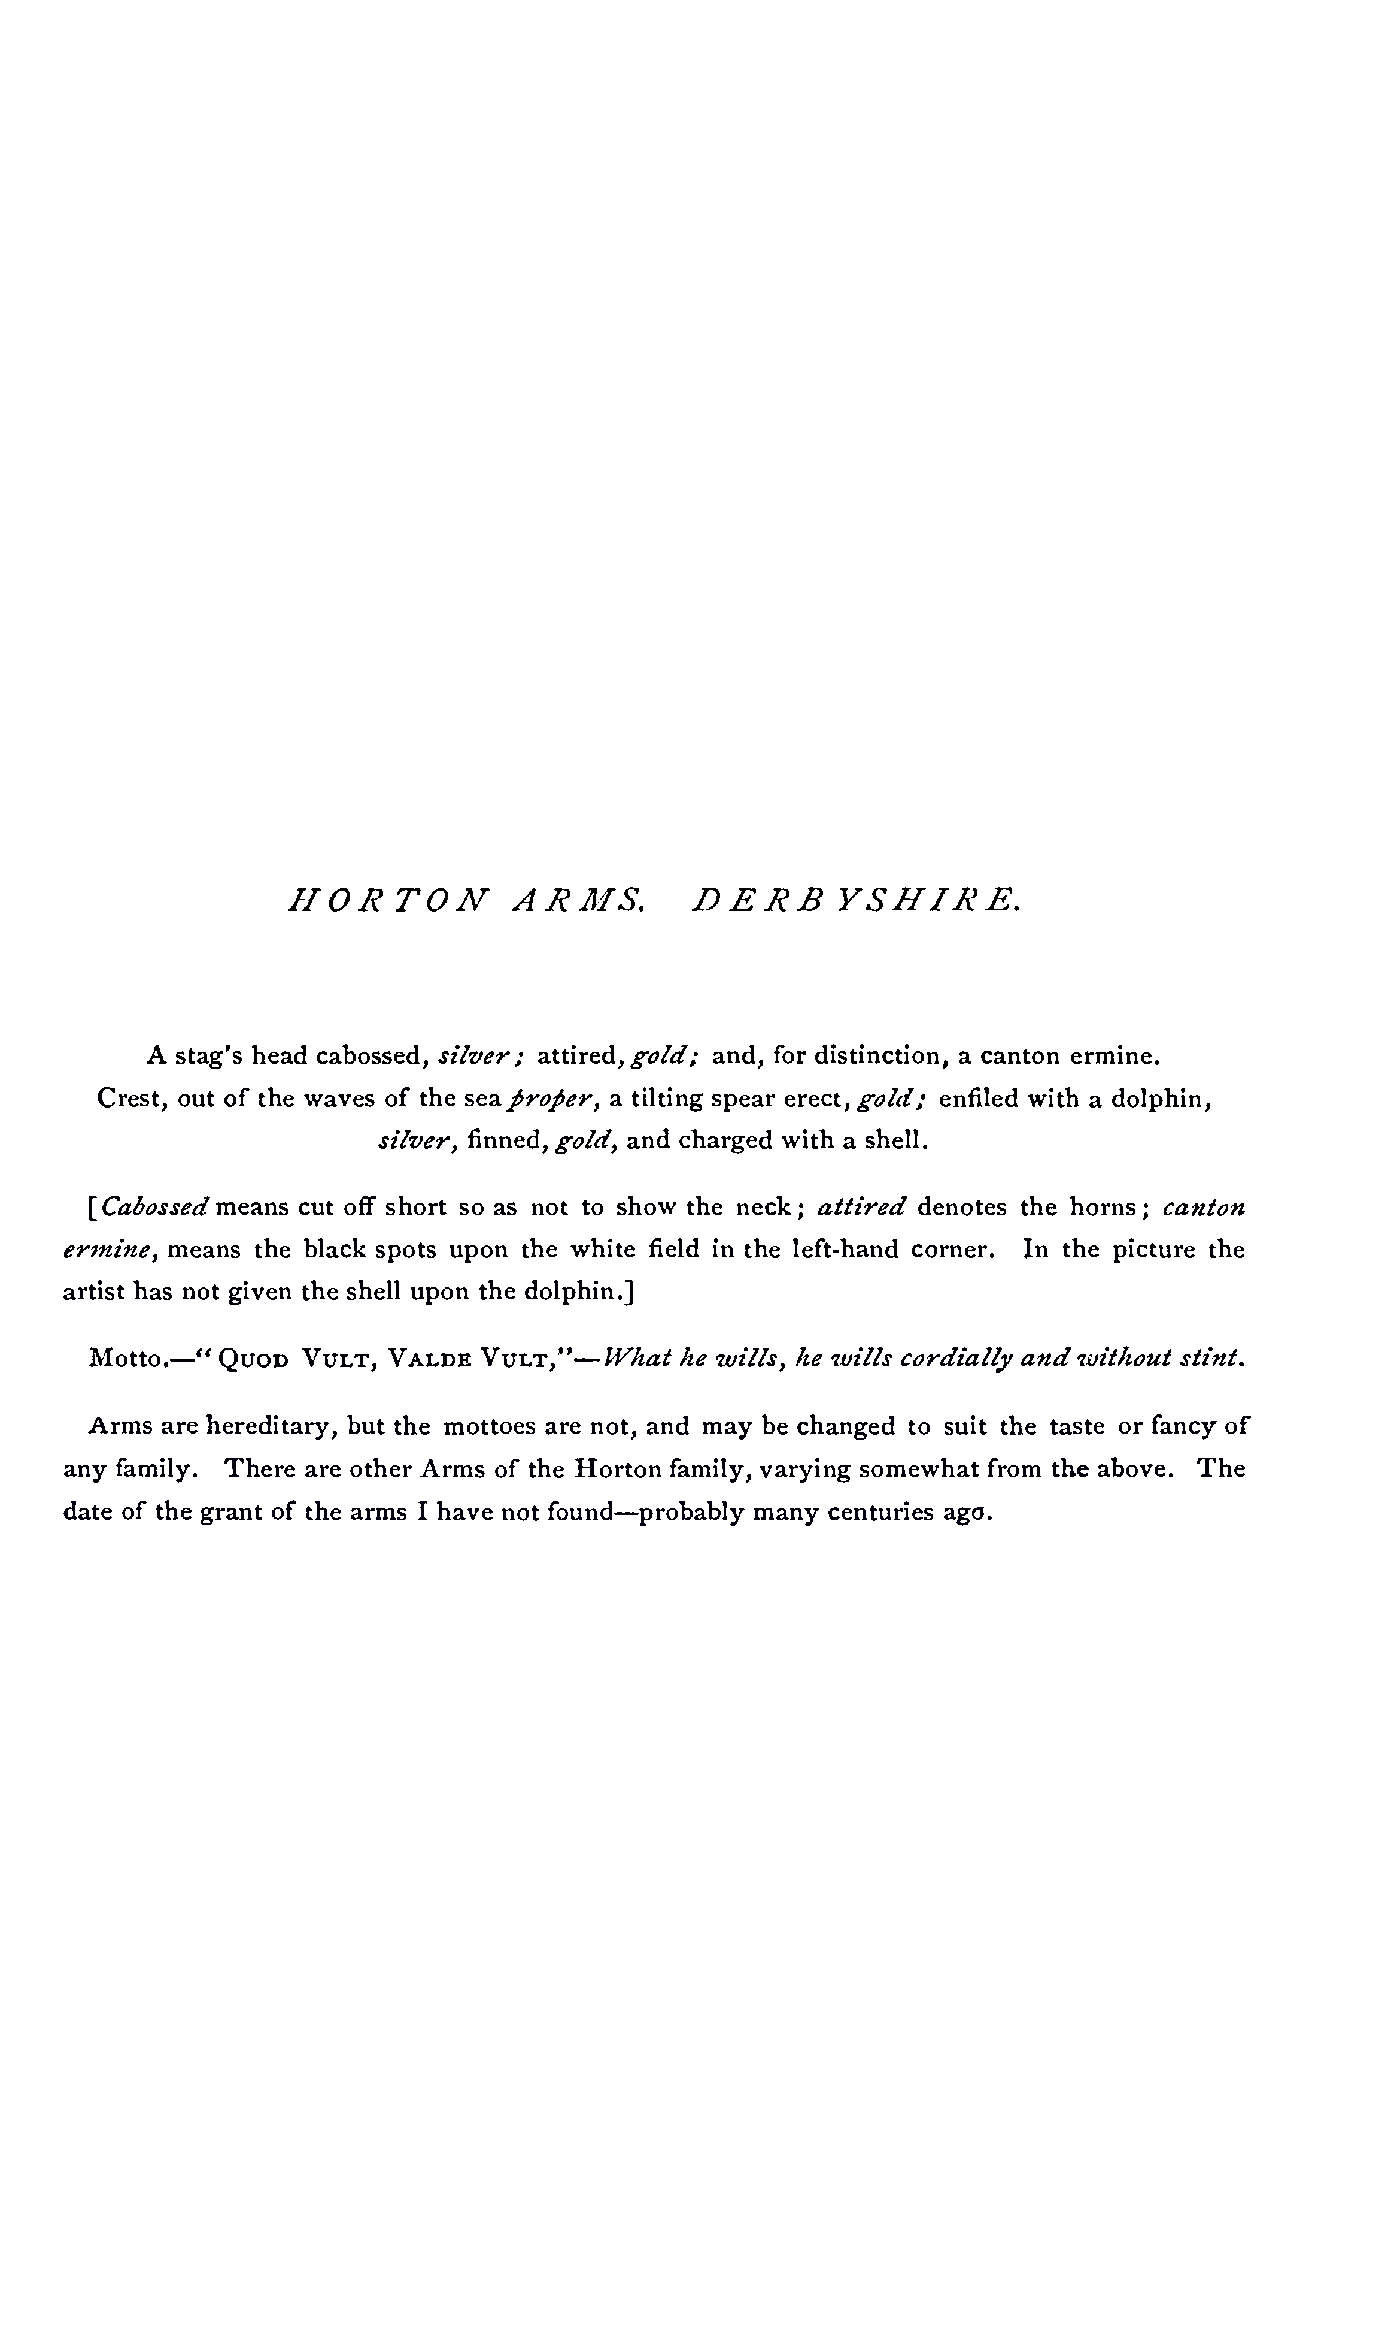 HORTON ARMS. DERBYSHIRE.
A stag's head cabossed, silver; attired, gold; and, for distinction, a canton ermine.
Crest, out of the waves of the sea proper, a tilting spear erect, gold; enfiled with a dolphin,
silver, finned, gold, and charged with a shell.
[Cabossed means cut off short so as not to show the neck; attired denotes the horns; canton
ermine, means the black spots upon the white field in the left-hand corner. In the picture the
artist has not given the shell upon the dolphin.]
Motto.—"Quod Vult, Valde Vult,"—What he wills, he wills cordially and without stint.
Arms are hereditary, but the mottoes are not, and may be changed to suit the taste or fancy of
any family. There are other Arms of the Horton family, varying somewhat from the above. The
date of the grant of the arms I have not found—probably many centuries ago.